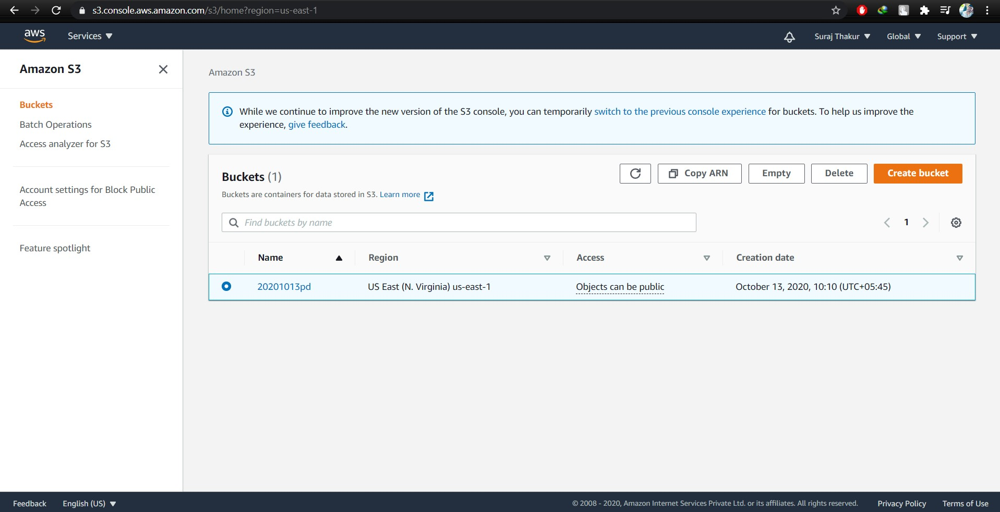 s3.console.aws.amazon.com/s3/home?region=us-east-1
aws
Services
Suraj Thakur
Global
Support
Amazon S3
Buckets
Batch Operations
Access analyzer for S3
Account settings for Block Public
Access
Feature spotlight
Amazon S3
While we continue to improve the new version of the S3 console, you can temporarily switch to the previous console experience for buckets. To help us improve the
experience, give feedback.
Buckets (1)
Copy ARN
Empty
Delete
Create bucket
Buckets are containers for data stored in S3. Learn more
Find buckets by name
1
Name Region Access Creation date
20201013pd US East (N. Virginia) us-east-1 Objects can be public October 13, 2020, 10:10 (UTC+05:45)
Feedback English (US) © 2008 - 2020, Amazon Internet Services Private Ltd. or its affiliates. All rights reserved. Privacy Policy Terms of Use